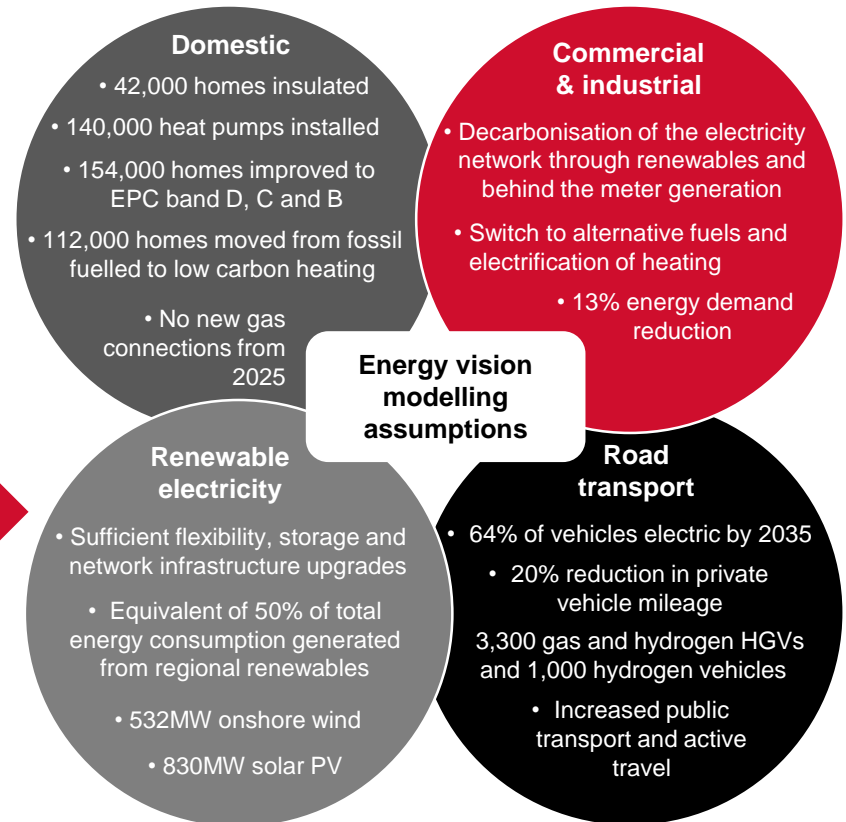 Domestic
• 42,000 homes insulated
• 140,000 heat pumps installed
• 154,000 homes improved to
EPC band D, C and B
• 112,000 homes moved from fossil
fuelled to low carbon heating
• No new gas
connections from
2025
Commercial
& industrial
• Decarbonisation of the electricity
network through renewables and
behind the meter generation
• Switch to alternative fuels and
electrification of heating
• 13% energy demand
reduction
Energy vision
modelling
assumptions
Renewable
electricity
• Sufficient flexibility, storage and
network infrastructure upgrades
• Equivalent of 50% of total
energy consumption generated
from regional renewables
• 532MW onshore wind
• 830MW solar PV
Road
transport
• 64% of vehicles electric by 2035
• 20% reduction in private
vehicle mileage
3,300 gas and hydrogen HGVs
and 1,000 hydrogen vehicles
• Increased public
transport and active
travel